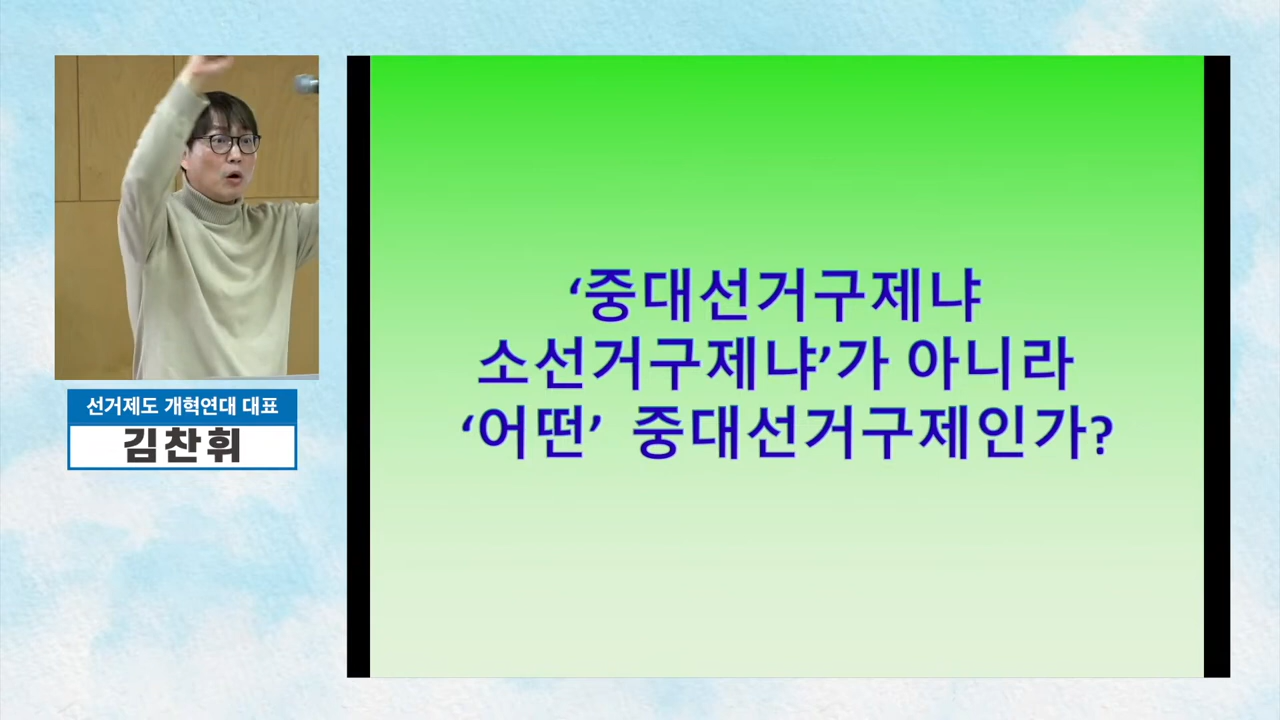 선거제도 개혁연대 대표
김찬휘
‘중대선거구제냐
소선거구제냐’가 아니라
‘어떤’ 중대선거구제인가?